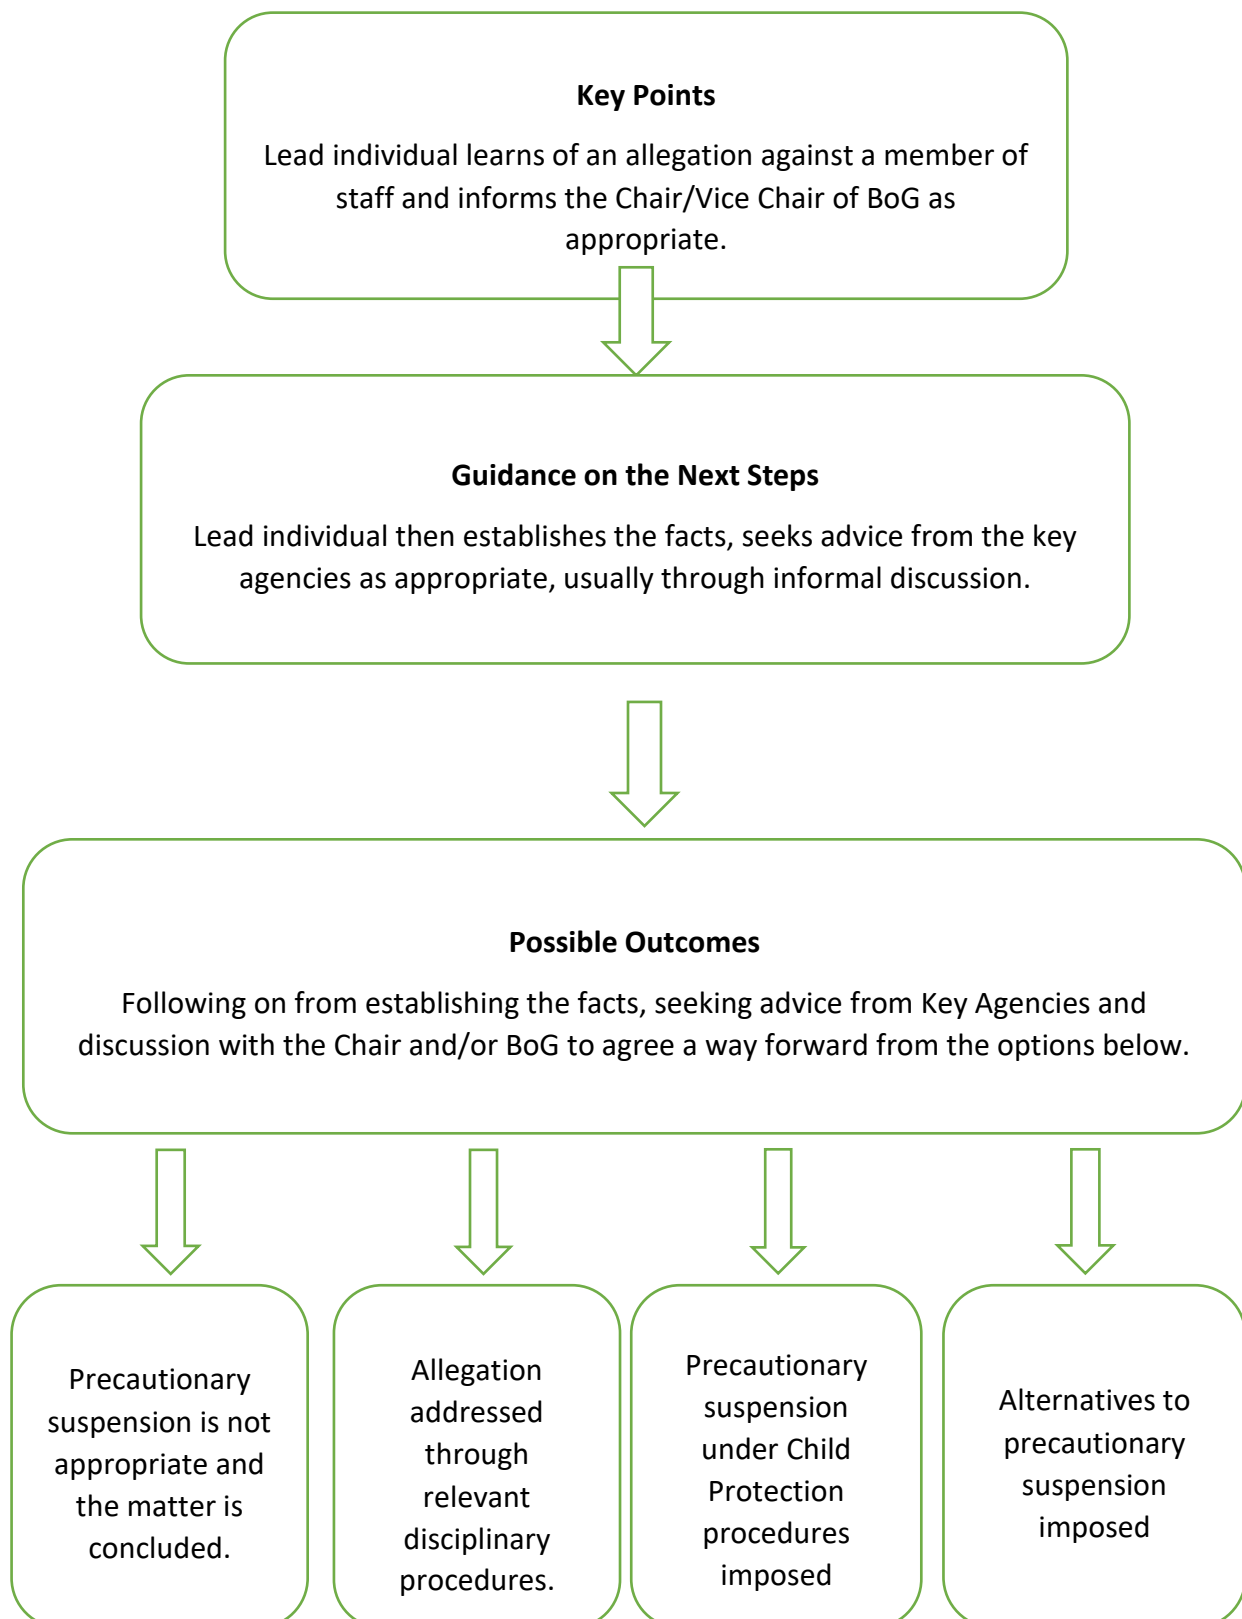 Key Points
Lead individual learns of an allegation against a member of
staff and informs the Chair/Vice Chair of BoG as
appropriate.
Guidance on the Next Steps
Lead individual then establishes the facts, seeks advice from the key
agencies as appropriate, usually through informal discussion.
Possible Outcomes
Following on from establishing the facts, seeking advice from Key Agencies and
discussion with the Chair and/or BoG to agree a way forward from the options below.
Precautionary
suspension is not
appropriate and
the matter is
concluded.
Allegation
addressed
through
relevant
disciplinary
procedures.
Precautionary
suspension
under Child
Protection
procedures
imposed
Alternatives to
precautionary
suspension
imposed